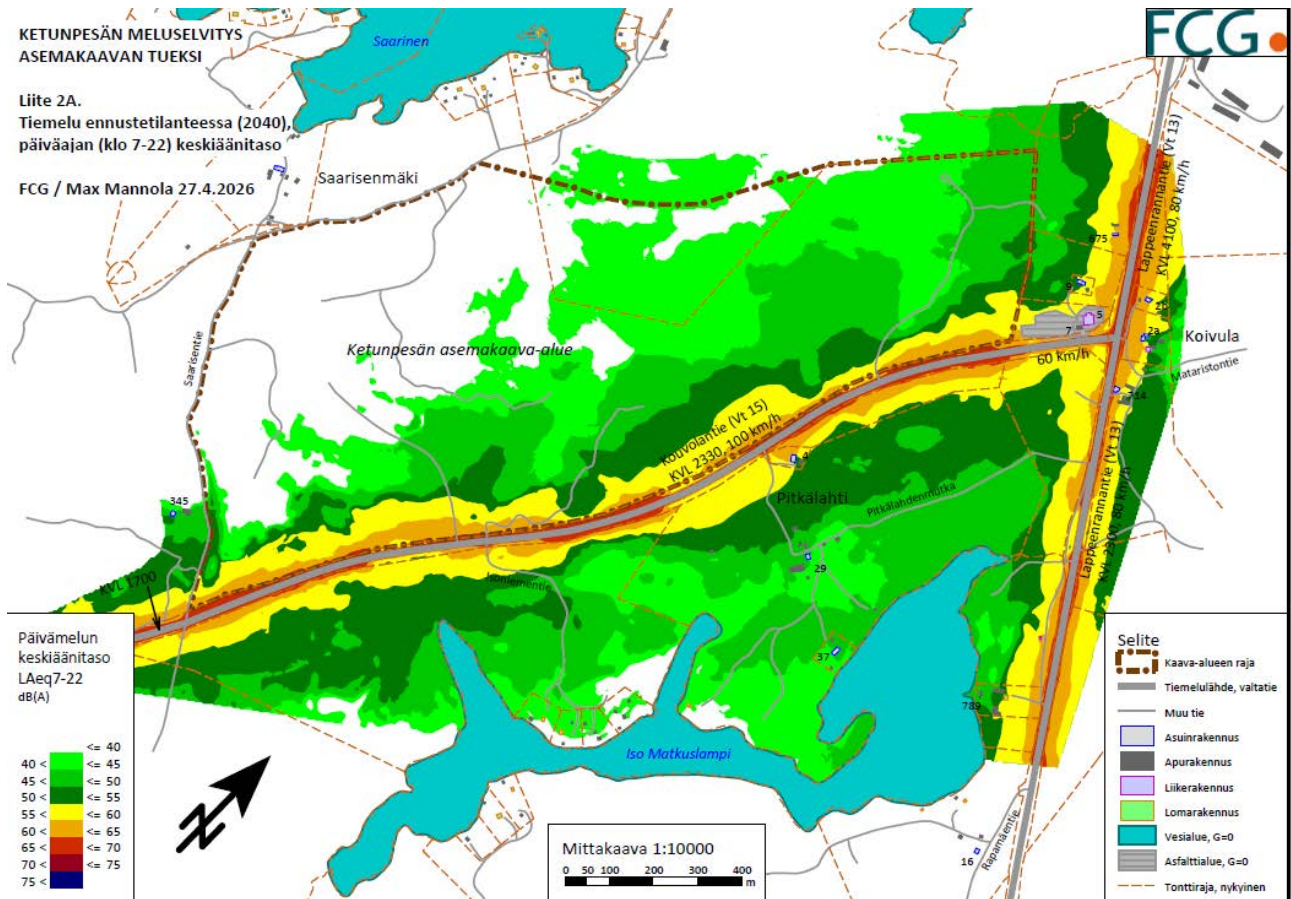 KETUNPESÄN MELUSELVITYS
ASEMAKAAVAN TUEKSI
Liite 2A.
Tiemelu ennustetilanteessa (2040),
päiväajan (klo 7-22) keskiäänitaso
FCG / Max Mannola 27.4.2026
FCG.
Saarinen
Saarisenmäki
Saarisentie
Ketunpesän asemakaava-alue
Lappeenrannantie (Vt 13)
KVL 4100, 80 km/h
675
9
5
7
2b
2a
Koivula
Mataristontie
714
60 km/h
Kouvolantie (Vt 15)
KVL 2330, 100 km/h
4
Pitkälahti
Pitkälahdenmutka
Lappeenrannantie (Vt 13)
KVL 2300, 80 km/h
345
KVL 1700
Isoniementie
29
37
789
Iso Matkuslampi
Rapamäentie
16
Päivämelun
keskiäänitaso
LAeq7-22
dB(A)
<= 40
40 < <= 45
45 < <= 50
50 < <= 55
55 < <= 60
60 < <= 65
65 < <= 70
70 < <= 75
75 <
Mittakaava 1:10000
0 50 100 200 300 400
m
Selite
Kaava-alueen raja
Tiemelulähde, valtatie
Muu tie
Asuinrakennus
Apurakennus
Liikerakennus
Lomarakennus
Vesialue, G=0
Asfalttialue, G=0
Tonttiraja, nykyinen